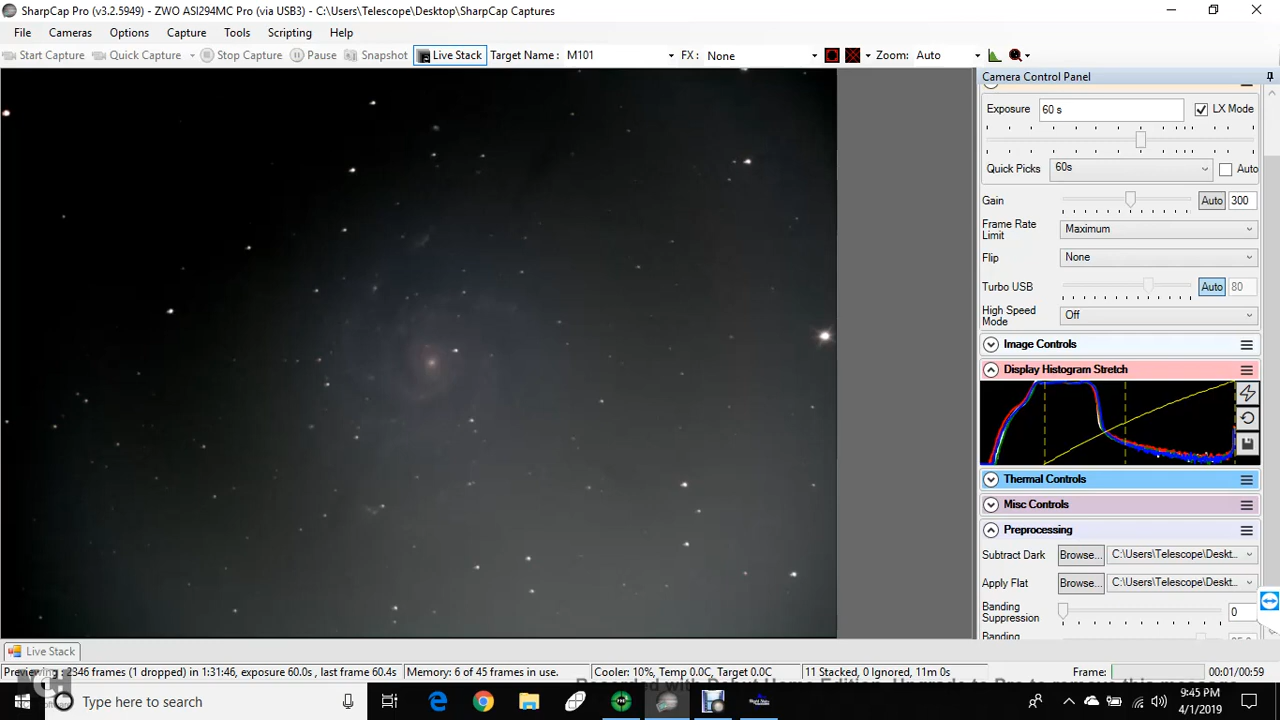 SharpCap Pro (v3.2.5949) - ZWO ASI294MC Pro (via USB3) - C:\Users\Telescope\Desktop\SharpCap Captures
File Cameras Options Capture Tools Scripting Help
Start Capture Quick Capture Stop Capture Pause Snapshot Live Stack Target Name: M101 FX: None Zoom: Auto
Camera Control Panel
Exposure 60 s LX Mode
Quick Picks 60s Auto
Gain Auto 300
Frame Rate Limit Maximum
Flip None
Turbo USB Auto 80
High Speed Mode Off
Image Controls
Display Histogram Stretch
Thermal Controls
Misc Controls
Preprocessing
Subtract Dark Browse... C:\Users\Telescope\Deskt...
Apply Flat Browse... C:\Users\Telescope\Deskt...
Banding Suppression 0
Banding
Live Stack
Previewing : 2346 frames (1 dropped) in 1:31:46, exposure 60.0s, last frame 60.4s Memory: 6 of 45 frames in use. Cooler: 10%, Temp 0.0C, Target 0.0C 11 Stacked, 0 Ignored, 11m 0s Frame: 00:01/00:59
Type here to search
9:45 PM
4/1/2019